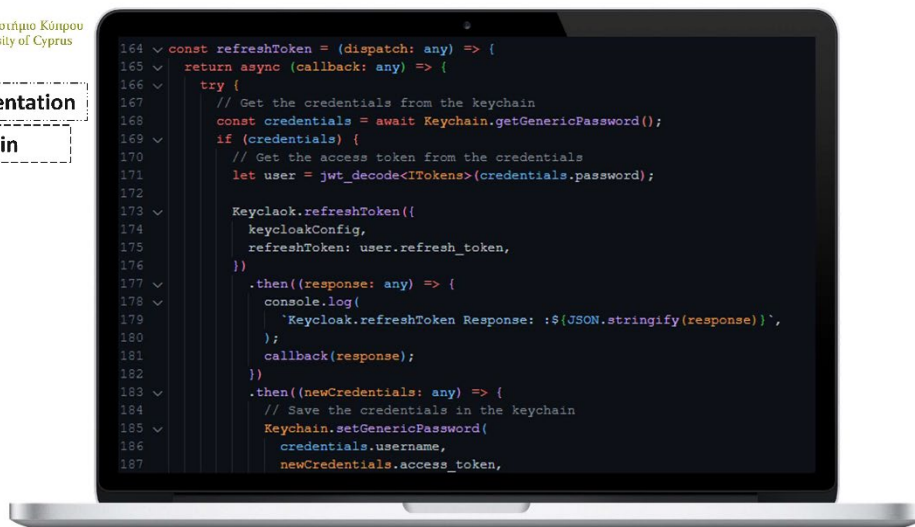 Κύπρου
of Cyprus
in
164 const refreshToken = (dispatch: any) => {
165 return async (callback: any) => {
166 try {
167 // Get the credentials from the keychain
168 const credentials = await Keychain.getGenericPassword();
169 if (credentials) {
170 // Get the access token from the credentials
171 let user = jwt_decode<ITokens>(credentials.password);
172
173 Keyclaok.refreshToken({
174 keycloakConfig,
175 refreshToken: user.refresh_token,
176 })
177 .then((response: any) => {
178 console.log(
179 `Keycloak.refreshToken Response: :${JSON.stringify(response)}`,
180 );
181 callback(response);
182 })
183 .then((newCredentials: any) => {
184 // Save the credentials in the keychain
185 Keychain.setGenericPassword(
186 credentials.username,
187 newCredentials.access_token,